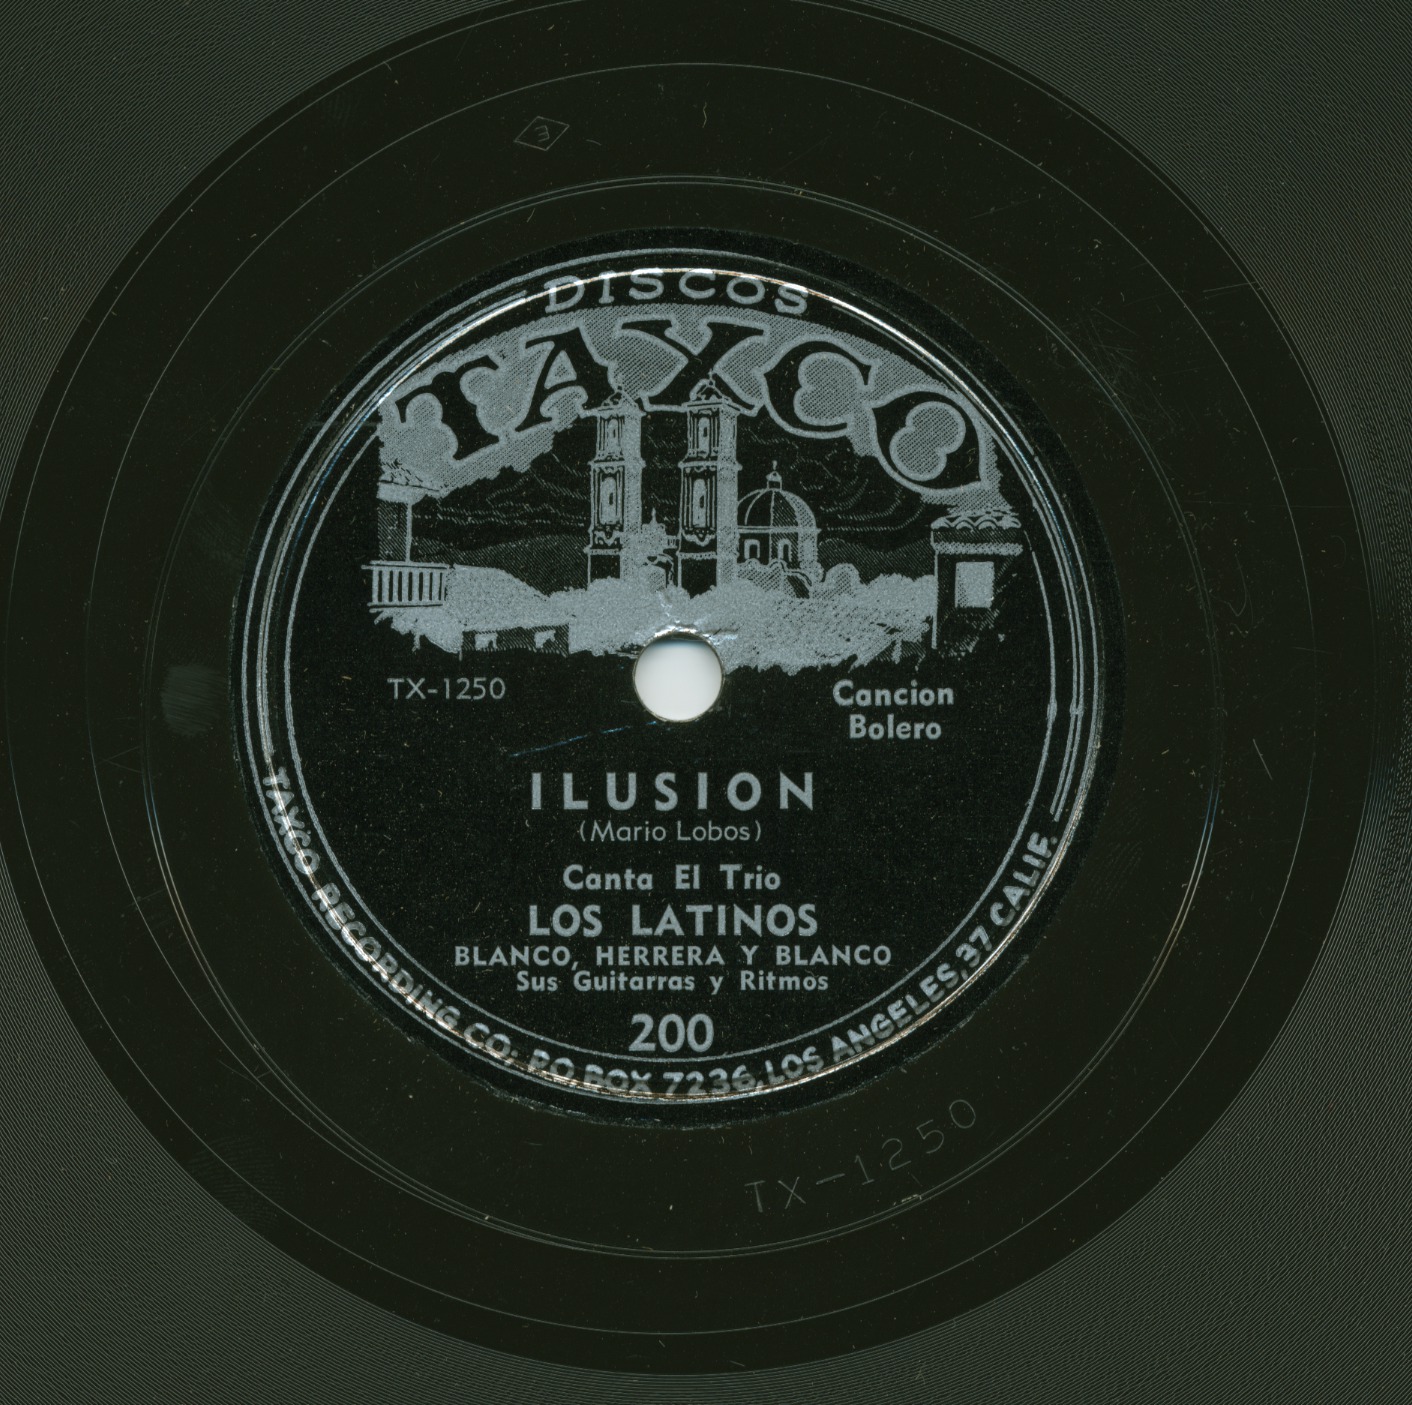 DISCOS
TAXCO
TX-1250
Cancion
Bolero
ILUSION
(Mario Lobos)
Canta El Trio
LOS LATINOS
BLANCO, HERRERA Y BLANCO
Sus Guitarras y Ritmos
200
TAXCO RECORDING CO. P.O. BOX 7236, LOS ANGELES, 37 CALIF.
TX-1250
E